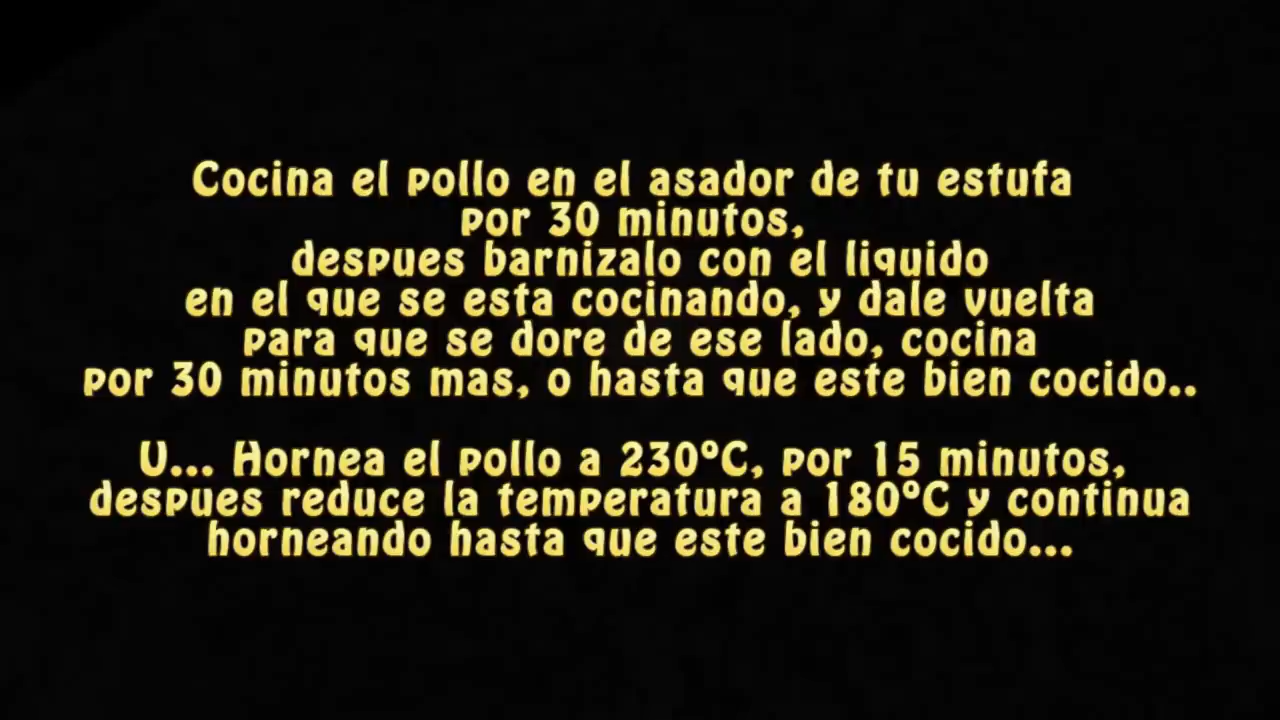 Cocina el pollo en el asador de tu estufa
por 30 minutos,
despues barnizalo con el liquido
en el que se esta cocinando, y dale vuelta
para que se dore de ese lado, cocina
por 30 minutos mas, o hasta que este bien cocido..
U... Hornea el pollo a 230ºC, por 15 minutos,
despues reduce la temperatura a 180ºC y continua
horneando hasta que este bien cocido...